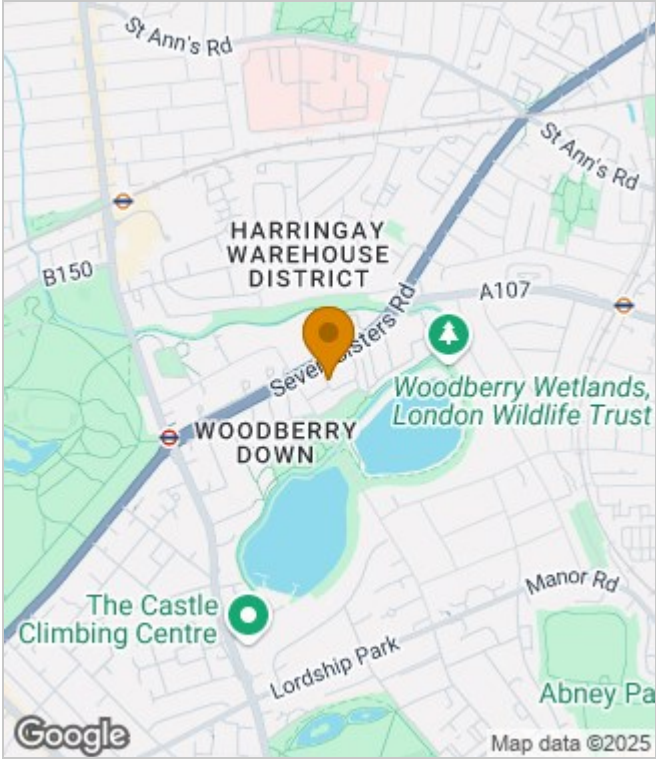 St Ann's Rd
St Ann's Rd
HARRINGAY
WAREHOUSE
DISTRICT
B150
A107
Seven Sisters Rd
Woodberry Wetlands,
London Wildlife Trust
WOODBERRY
DOWN
Manor Rd
The Castle
Climbing Centre
Lordship Park
Abney Pa
Google
Map data ©2025